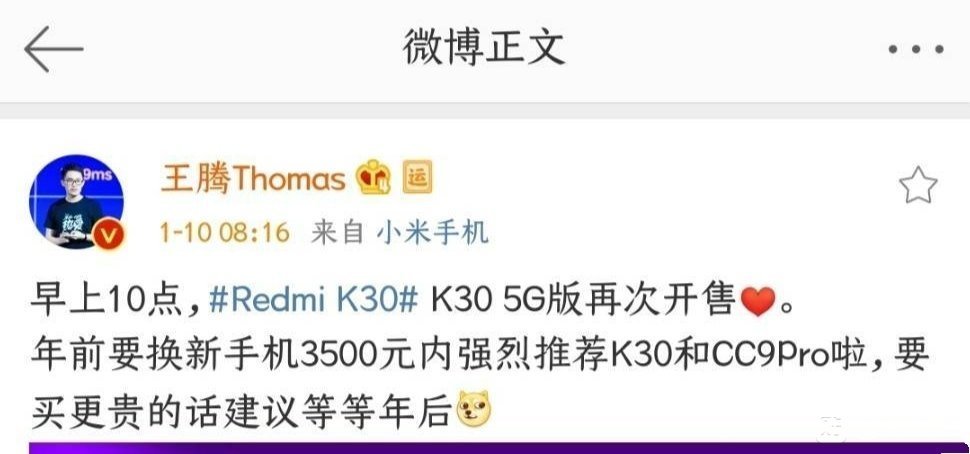 微博正文
王腾Thomas 运
1-10 08:16 来自 小米手机
早上10点,#Redmi K30# K30 5G版再次开售。
年前要换新手机3500元内强烈推荐K30和CC9Pro啦,要
买更贵的话建议等等年后